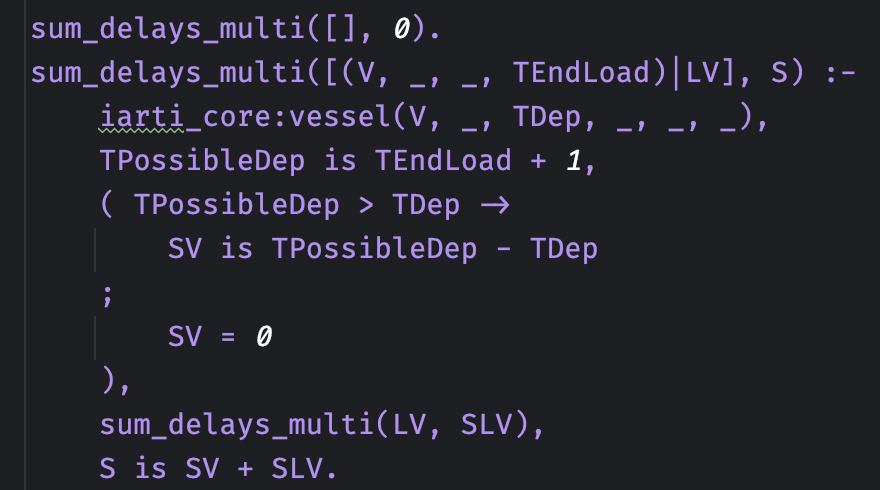 sum_delays_multi([], 0).
sum_delays_multi([(V, _, _, TEndLoad)|LV], S) :-
    iarti_core:vessel(V, _, TDep, _, _, _),
    TPossibleDep is TEndLoad + 1,
    ( TPossibleDep > TDep ->
        SV is TPossibleDep - TDep
    ;
        SV = 0
    ),
    sum_delays_multi(LV, SLV),
    S is SV + SLV.